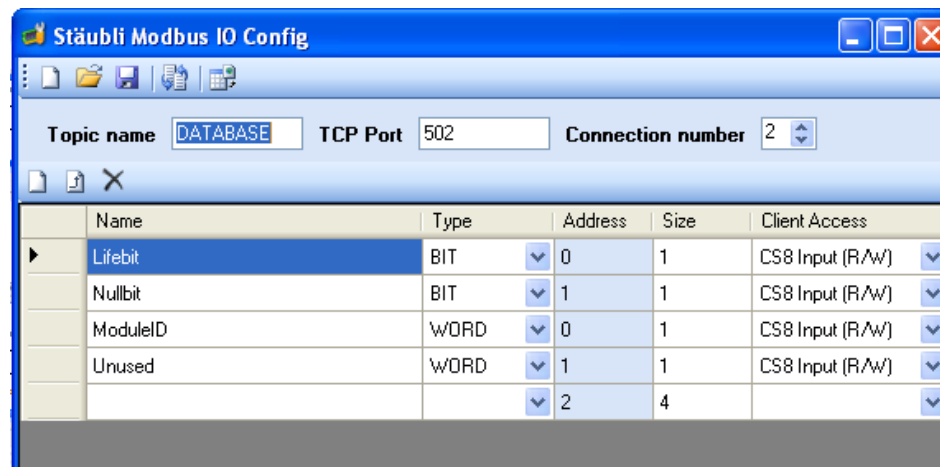 Stäubli Modbus IO Config
Topic name DATABASE TCP Port 502 Connection number 2
Name Type Address Size Client Access
Lifebit BIT 0 1 CS8 Input (R/W)
Nullbit BIT 1 1 CS8 Input (R/W)
ModuleID WORD 0 1 CS8 Input (R/W)
Unused WORD 1 1 CS8 Input (R/W)
2 4